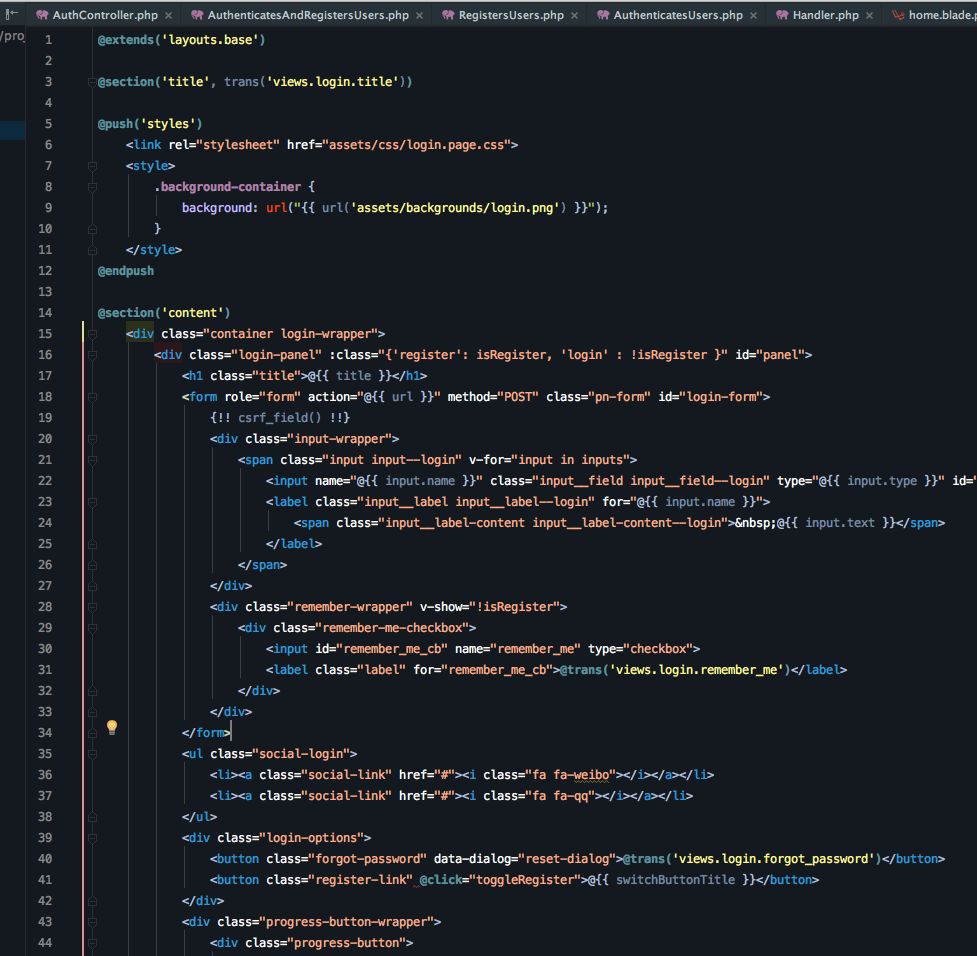 AuthController.php × AuthenticatesAndRegistersUsers.php × RegistersUsers.php × AuthenticatesUsers.php × Handler.php × home.blade.p
/pro
1 @extends('layouts.base')
2
3 @section('title', trans('views.login.title'))
4
5 @push('styles')
6 <link rel="stylesheet" href="assets/css/login.page.css">
7 <style>
8 .background-container {
9 background: url("{{ url('assets/backgrounds/login.png') }}");
10 }
11 </style>
12 @endpush
13
14 @section('content')
15 <div class="container login-wrapper">
16 <div class="login-panel" :class="{'register': isRegister, 'login' : !isRegister }" id="panel">
17 <h1 class="title">@{{ title }}</h1>
18 <form role="form" action="@{{ url }}" method="POST" class="pn-form" id="login-form">
19 {!! csrf_field() !!}
20 <div class="input-wrapper">
21 <span class="input input--login" v-for="input in inputs">
22 <input name="@{{ input.name }}" class="input__field input__field--login" type="@{{ input.type }}" id="
23 <label class="input__label input__label--login" for="@{{ input.name }}">
24 <span class="input__label-content input__label-content--login">&nbsp;@{{ input.text }}</span>
25 </label>
26 </span>
27 </div>
28 <div class="remember-wrapper" v-show="!isRegister">
29 <div class="remember-me-checkbox">
30 <input id="remember_me_cb" name="remember_me" type="checkbox">
31 <label class="label" for="remember_me_cb">@trans('views.login.remember_me')</label>
32 </div>
33 </div>
34 </form>
35 <ul class="social-login">
36 <li><a class="social-link" href="#"><i class="fa fa-weibo"></i></a></li>
37 <li><a class="social-link" href="#"><i class="fa fa-qq"></i></a></li>
38 </ul>
39 <div class="login-options">
40 <button class="forgot-password" data-dialog="reset-dialog">@trans('views.login.forgot_password')</button>
41 <button class="register-link" @click="toggleRegister">@{{ switchButtonTitle }}</button>
42 </div>
43 <div class="progress-button-wrapper">
44 <div class="progress-button">